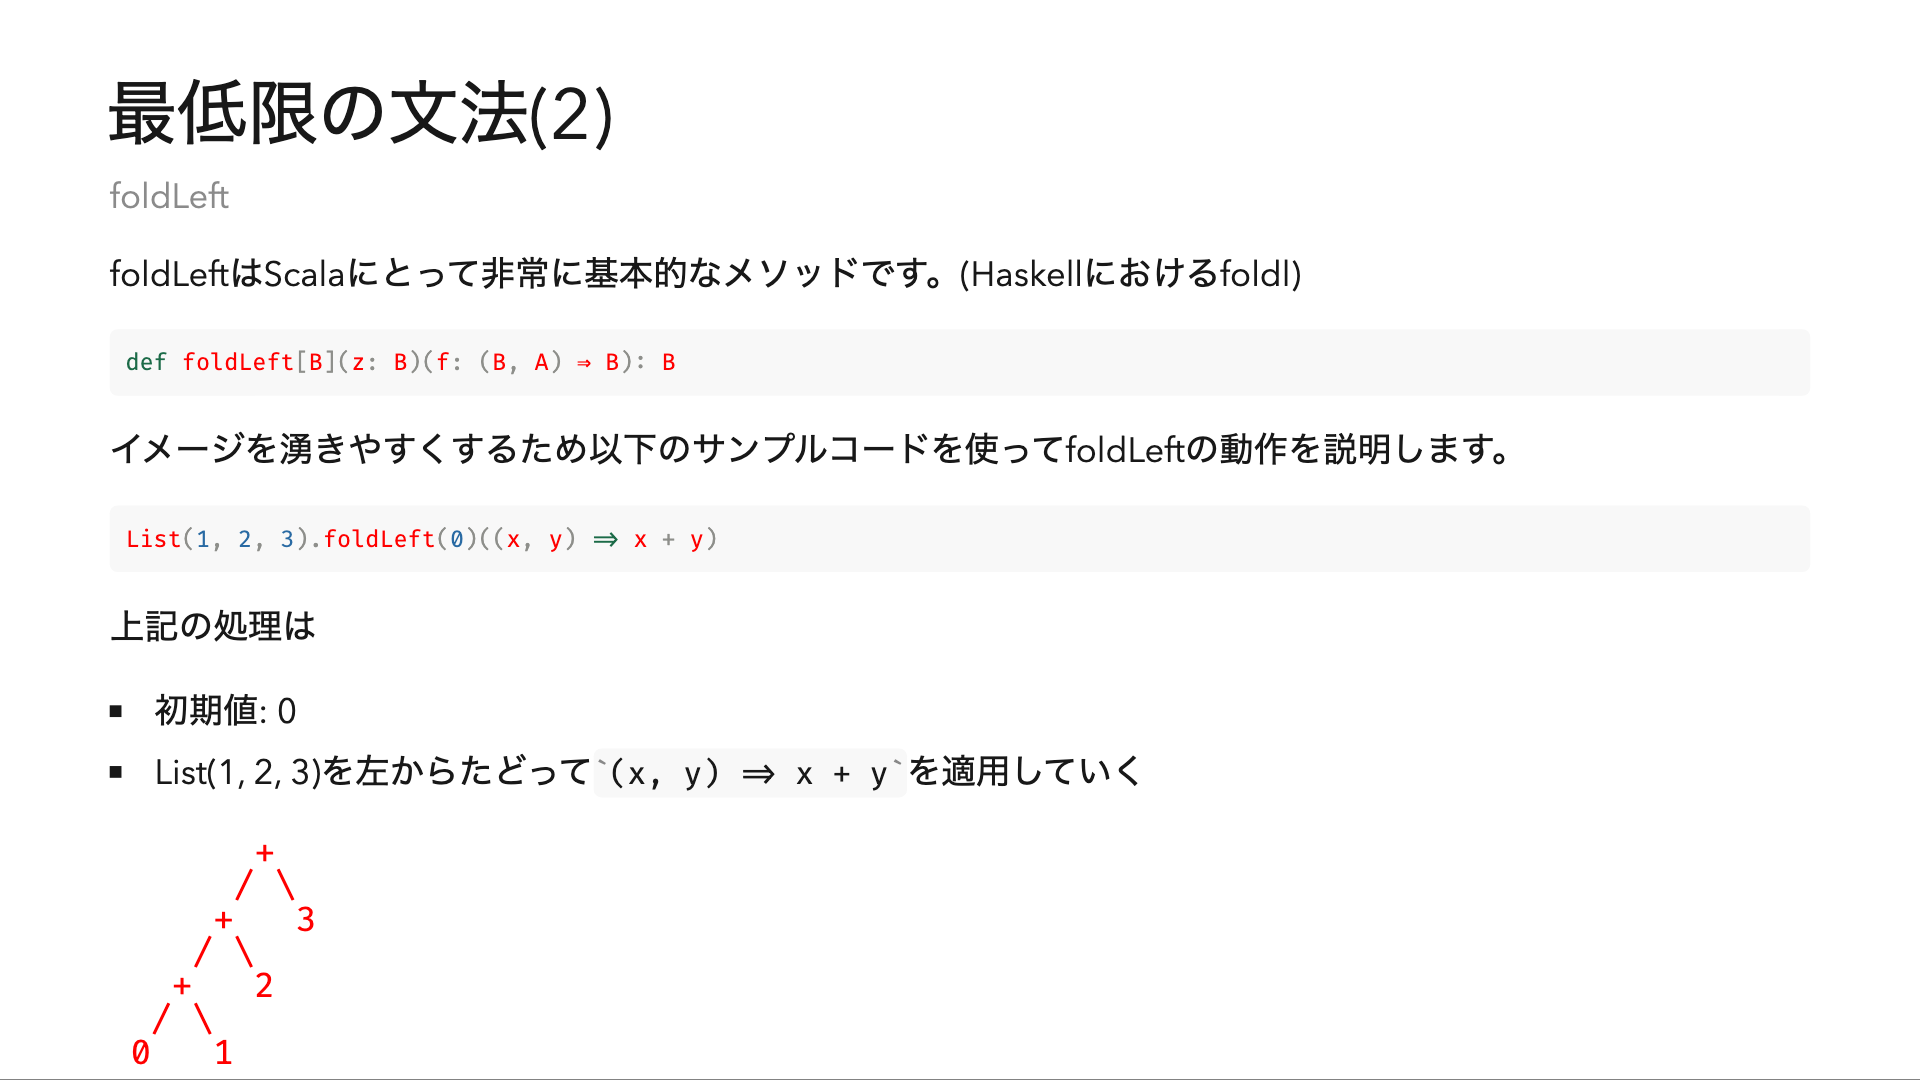 最低限の文法(2)
foldLeft
foldLeftはScalaにとって非常に基本的なメソッドです。(Haskellにおけるfoldl)
def foldLeft[B](z: B)(f: (B, A) ⇒ B): B
イメージを湧きやすくするため以下のサンプルコードを使ってfoldLeftの動作を説明します。
List(1, 2, 3).foldLeft(0)((x, y) => x + y)
上記の処理は
■ 初期値: 0
■ List(1, 2, 3)を左からたどって`(x, y) => x + y`を適用していく
+
/ \
+ 3
/ \
+ 2
/ \
0 1